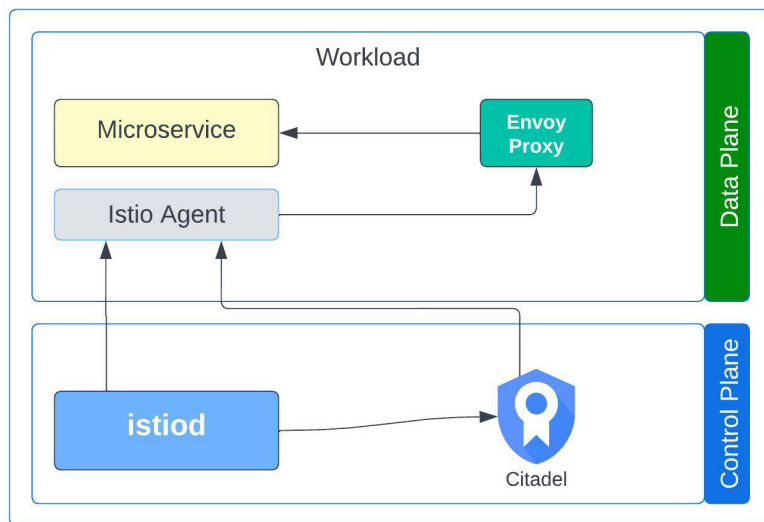 Workload
Microservice
Envoy
Proxy
Istio Agent
Data Plane
istiod
Citadel
Control Plane